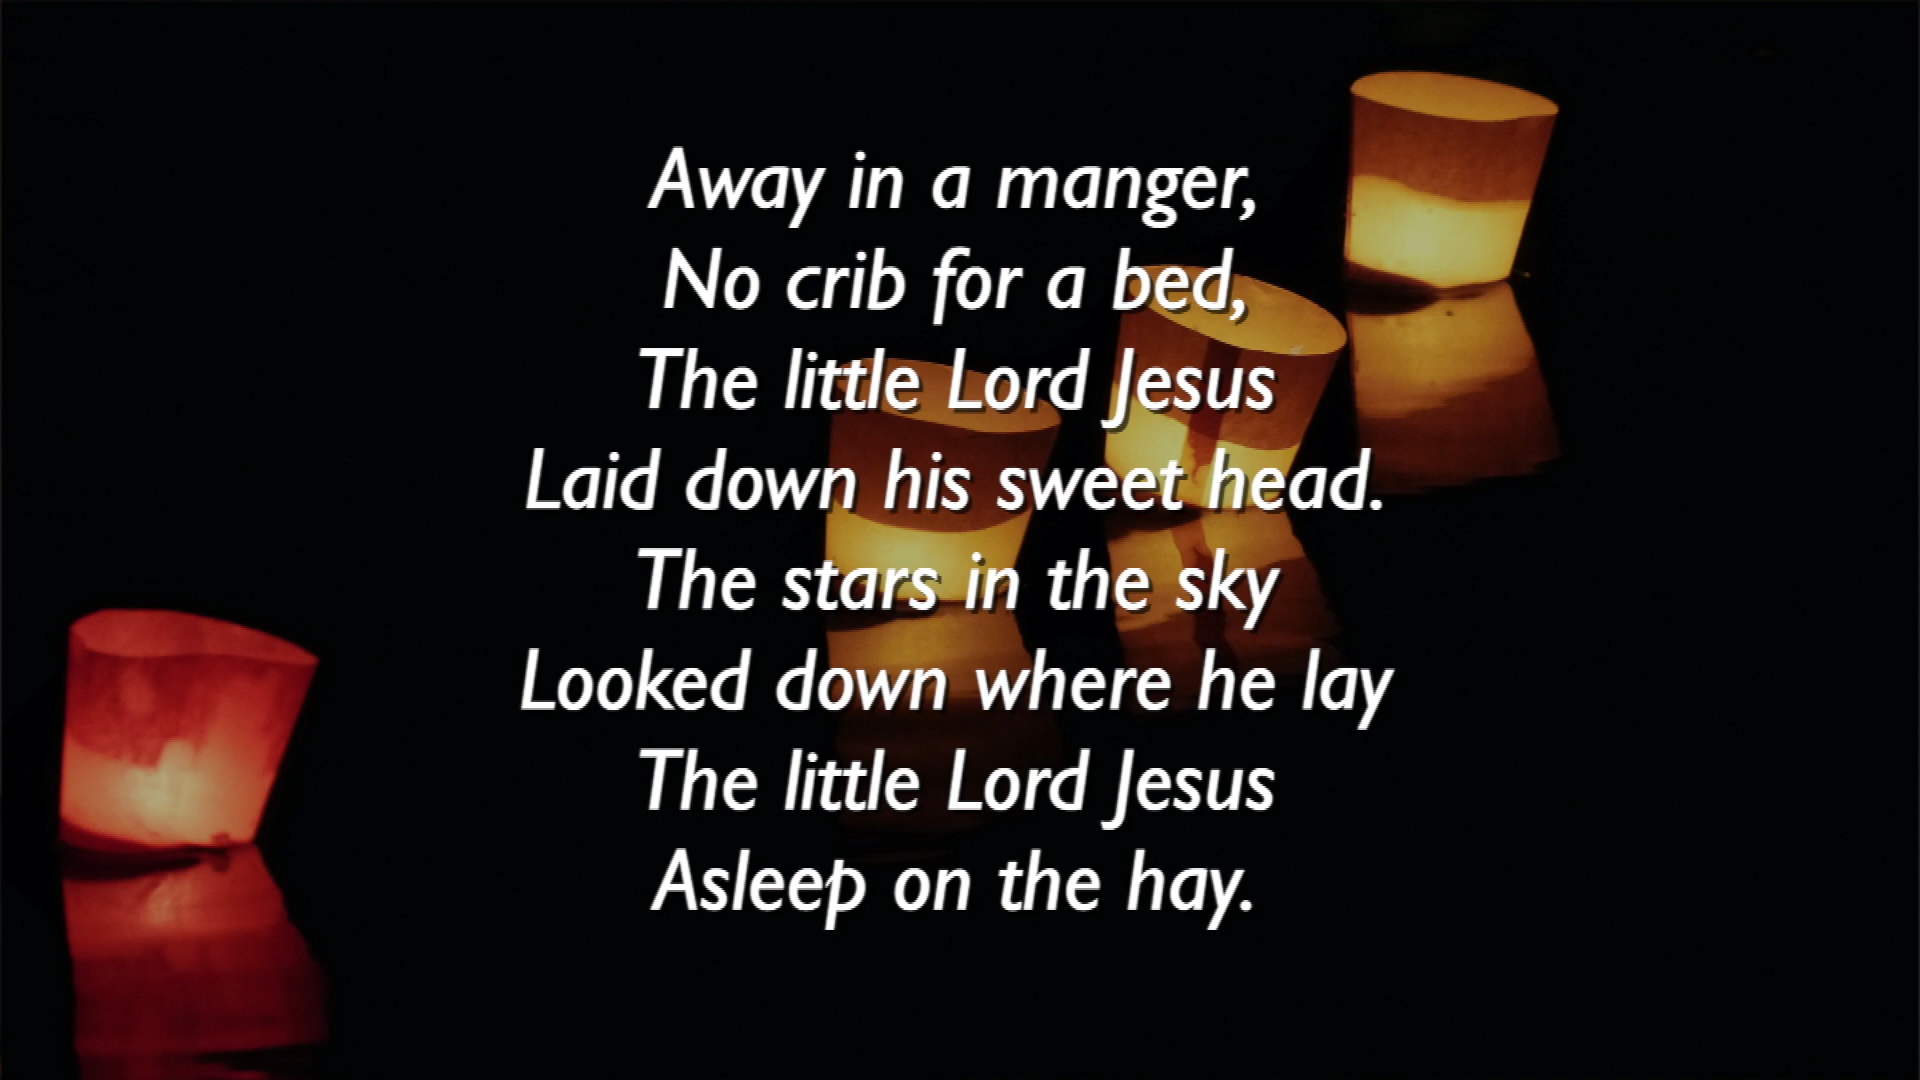 Away in a manger,
No crib for a bed,
The little Lord Jesus
Laid down his sweet head.
The stars in the sky
Looked down where he lay
The little Lord Jesus
Asleep on the hay.